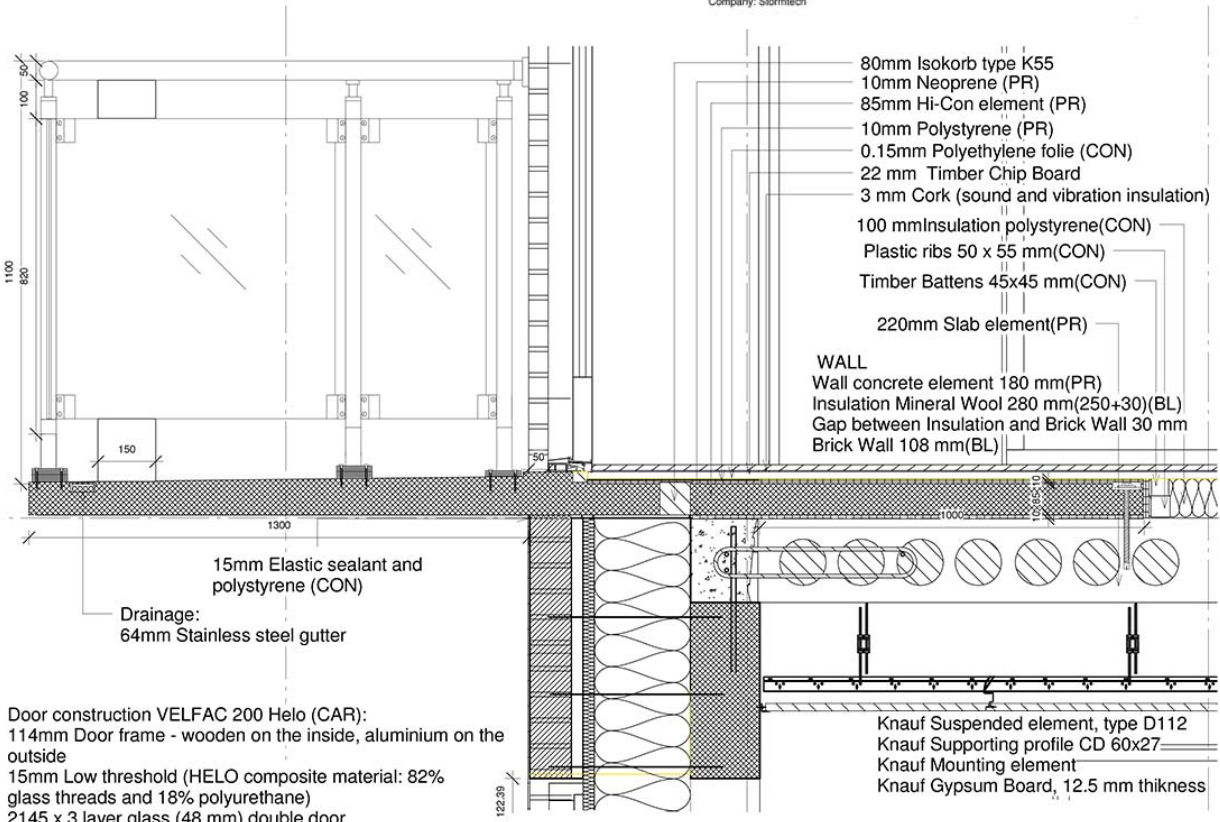 Company: Stormtech
80mm Isokorb type K55
10mm Neoprene (PR)
85mm Hi-Con element (PR)
10mm Polystyrene (PR)
0.15mm Polyethylene folie (CON)
22 mm Timber Chip Board
3 mm Cork (sound and vibration insulation)
100 mmInsulation polystyrene(CON)
Plastic ribs 50 x 55 mm(CON)
Timber Battens 45x45 mm(CON)
220mm Slab element(PR)
WALL
Wall concrete element 180 mm(PR)
Insulation Mineral Wool 280 mm(250+30)(BL)
Gap between Insulation and Brick Wall 30 mm
Brick Wall 108 mm(BL)
50
100
1100
820
150
50
1300
1000
15mm Elastic sealant and
polystyrene (CON)
Drainage:
64mm Stainless steel gutter
Door construction VELFAC 200 Helo (CAR):
114mm Door frame - wooden on the inside, aluminium on the
outside
15mm Low threshold (HELO composite material: 82%
glass threads and 18% polyurethane)
2145 x 3 layer glass (48 mm) double door
122.39
Knauf Suspended element, type D112
Knauf Supporting profile CD 60x27
Knauf Mounting element
Knauf Gypsum Board, 12.5 mm thikness